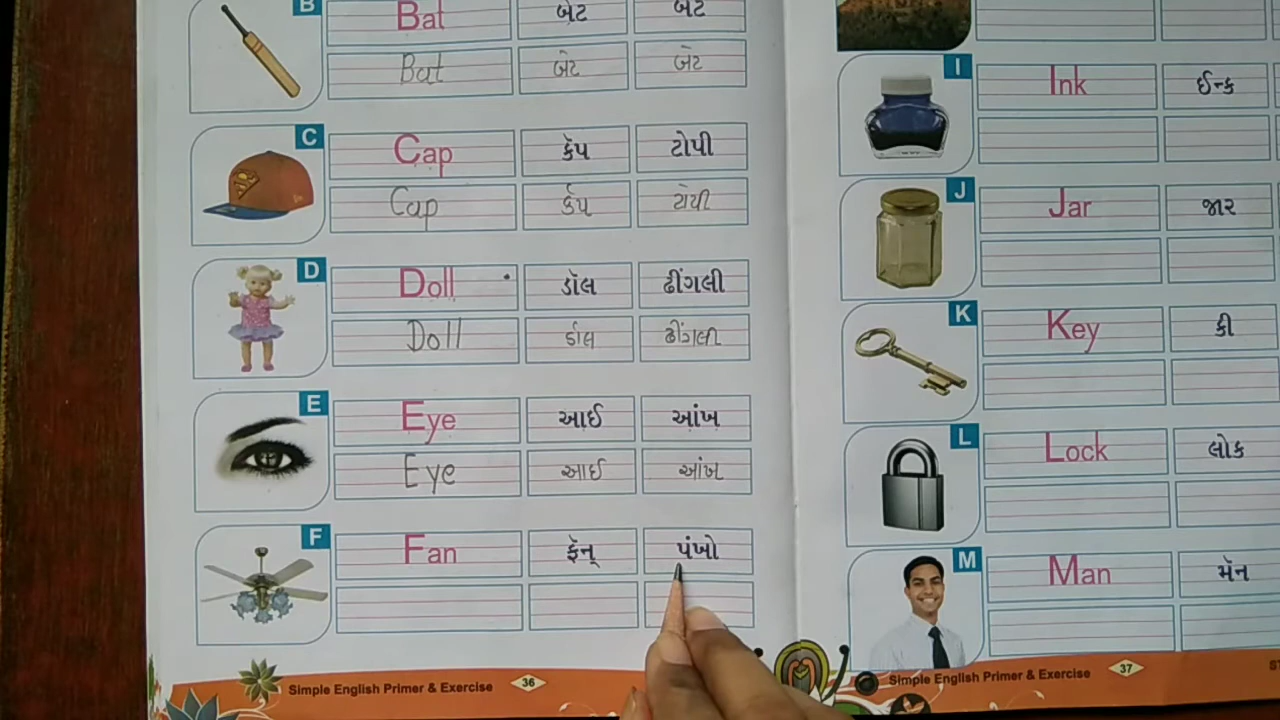 B
Bat બેટ બેટ
Bat બેટ બેટ
C
Cap કૅપ ટોપી
Cap કૅપ ટોપી
D
Doll ડૉલ ઢીંગલી
Doll ડૉલ ઢીંગલી
E
Eye આઈ આંખ
Eye આઈ આંખ
F
Fan ફૅન્ પંખો
Simple English Primer & Exercise 36
I
Ink ઈન્ક
J
Jar જાર
K
Key કી
L
Lock લોક
M
Man મૅન
Simple English Primer & Exercise 37